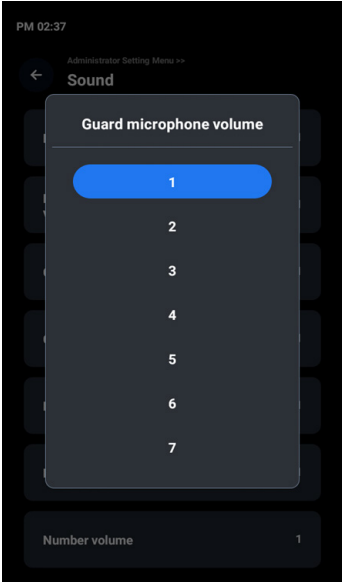 PM 02:37
Administrator Setting Menu >>
Sound
Guard microphone volume
1
2
3
4
5
6
7
Number volume 1